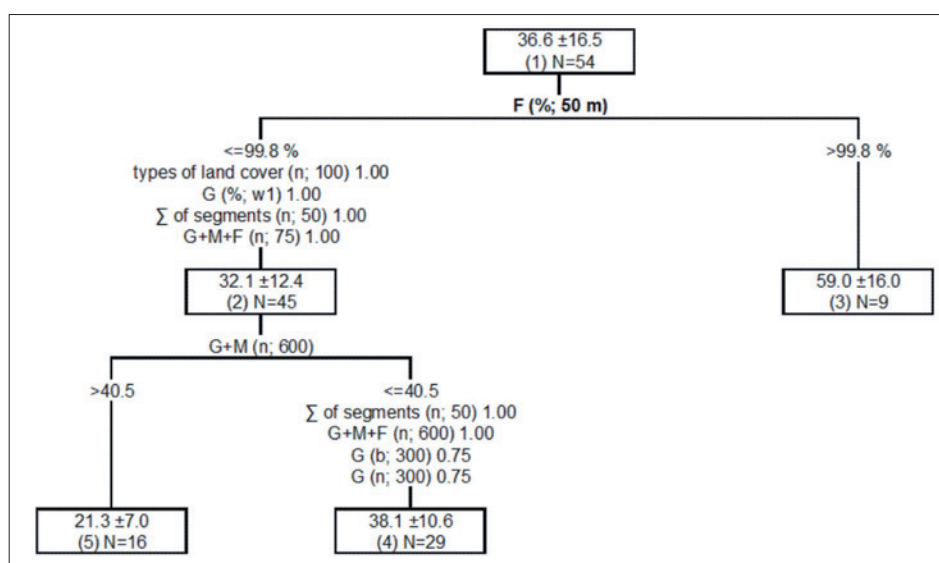 36.6 ±16.5
(1) N=54
F (%; 50 m)
<=99.8 %
types of land cover (n; 100) 1.00
G (%; w1) 1.00
∑ of segments (n; 50) 1.00
G+M+F (n; 75) 1.00
>99.8 %
32.1 ±12.4
(2) N=45
59.0 ±16.0
(3) N=9
G+M (n; 600)
>40.5
<=40.5
∑ of segments (n; 50) 1.00
G+M+F (n; 600) 1.00
G (b; 300) 0.75
G (n; 300) 0.75
21.3 ±7.0
(5) N=16
38.1 ±10.6
(4) N=29